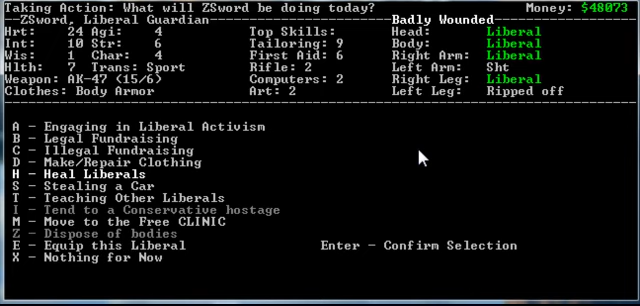 Taking Action: What will ZSword be doing today? Money: $48073
--ZSword, Liberal Guardian Badly Wounded
Hrt: 24 Agi: 4 Top Skills: Head: Liberal
Int: 10 Str: 6 Tailoring: 9 Body: Liberal
Wis: 1 Char: 4 First Aid: 6 Right Arm: Liberal
Hlth: 7 Trans: Sport Rifle: 2 Left Arm: Sht
Weapon: AK-47 (15/6) Computers: 2 Right Leg: Liberal
Clothes: Body Armor Art: 2 Left Leg: Ripped off
A - Engaging in Liberal Activism
B - Legal Fundraising
C - Illegal Fundraising
D - Make/Repair Clothing
H - Heal Liberals
S - Stealing a Car
T - Teaching Other Liberals
I - Tend to a Conservative hostage
M - Move to the Free CLINIC
Z - Dispose of bodies
E - Equip this Liberal Enter - Confirm Selection
X - Nothing for Now